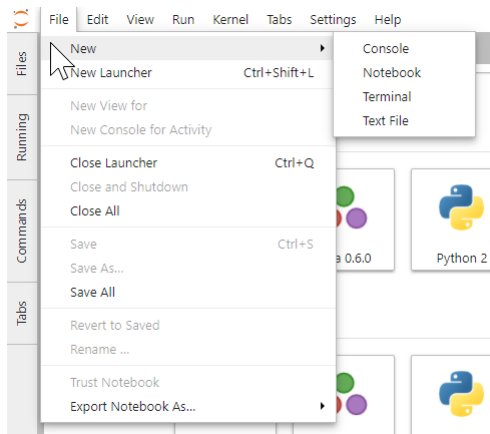 File Edit View Run Kernel Tabs Settings Help
Files
Running
Commands
Tabs
New
New Launcher Ctrl+Shift+L
New View for
New Console for Activity
Close Launcher Ctrl+Q
Close and Shutdown
Close All
Save Ctrl+S
Save As...
Save All
Revert to Saved
Rename ...
Trust Notebook
Export Notebook As...
Console
Notebook
Terminal
Text File
a 0.6.0
Python 2